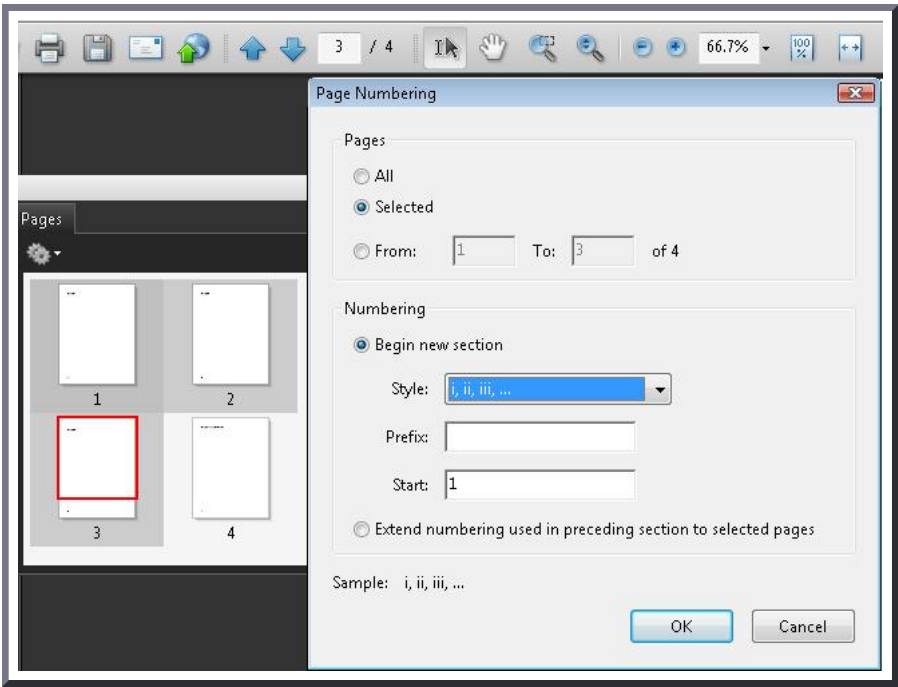 3 / 4 66.7% 100 %
Page Numbering
Pages
All
Selected
From: 1 To: 3 of 4
Pages
1 2
3 4
Numbering
Begin new section
Style: i, ii, iii, ...
Prefix:
Start: 1
Extend numbering used in preceding section to selected pages
Sample: i, ii, iii, ...
OK Cancel